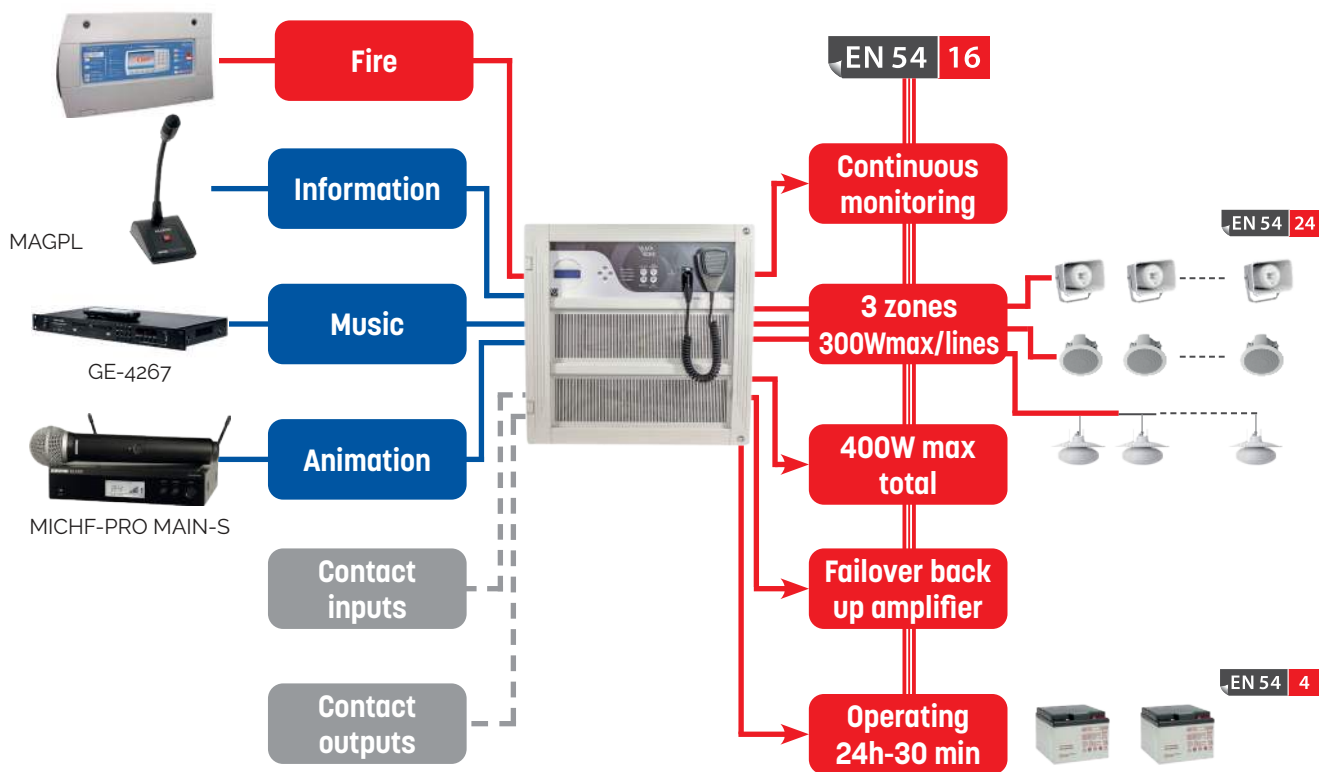 Fire
EN 54 16
Information
Continuous
monitoring
MAGPL
EN 54 24
Music
3 zones
300Wmax/lines
GE-4267
Animation
400W max
total
MICHF-PRO MAIN-S
Contact
inputs
Failover back
up amplifier
EN 54 4
Contact
outputs
Operating
24h-30 min